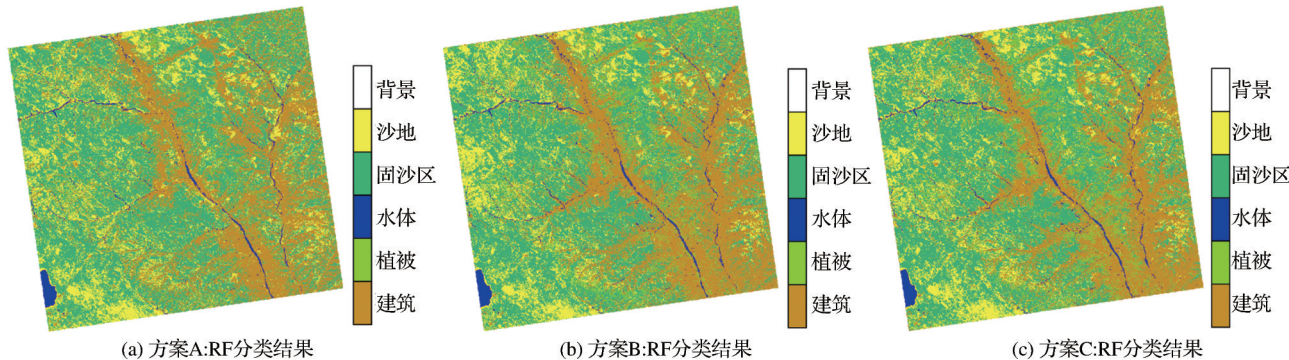 背景
沙地
固沙区
水体
植被
建筑
(a) 方案A:RF分类结果
背景
沙地
固沙区
水体
植被
建筑
(b) 方案B:RF分类结果
背景
沙地
固沙区
水体
植被
建筑
(c) 方案C:RF分类结果